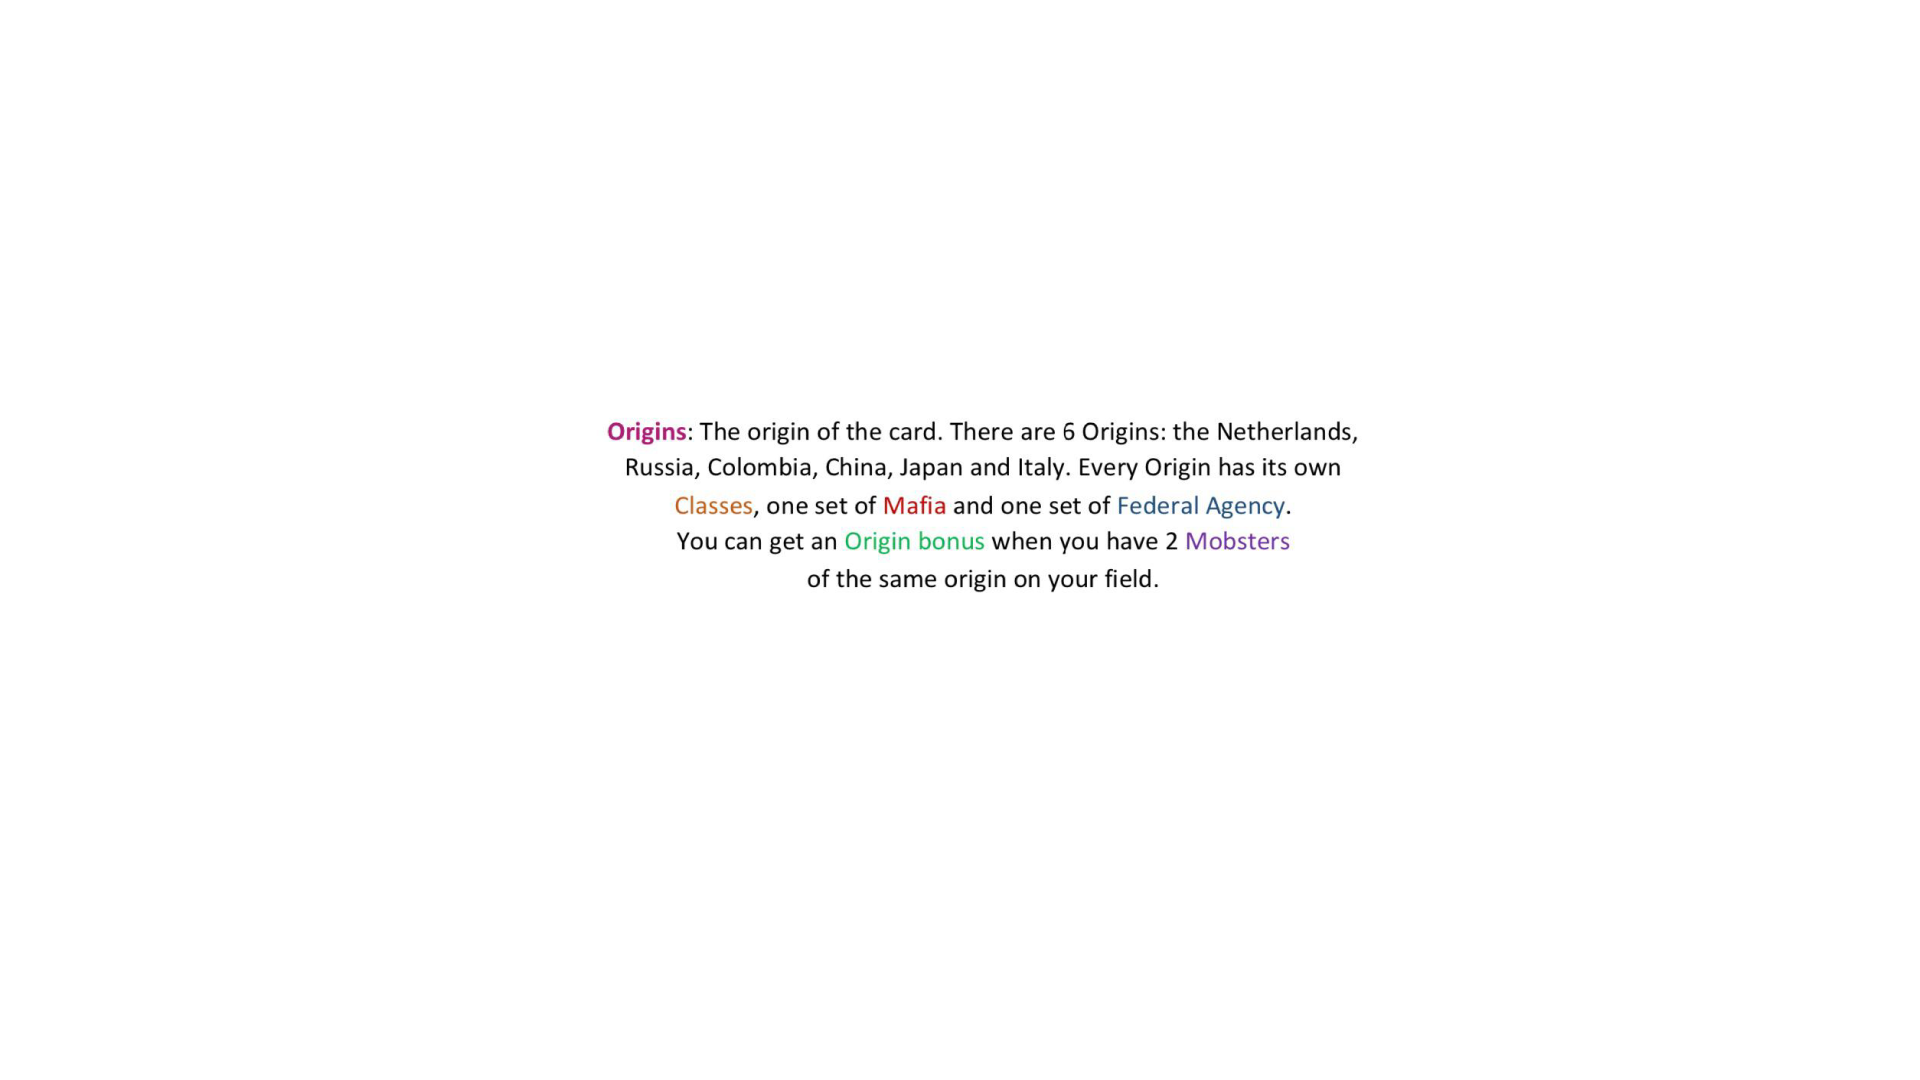 Origins: The origin of the card. There are 6 Origins: the Netherlands,
Russia, Colombia, China, Japan and Italy. Every Origin has its own
Classes, one set of Mafia and one set of Federal Agency.
You can get an Origin bonus when you have 2 Mobsters
of the same origin on your field.